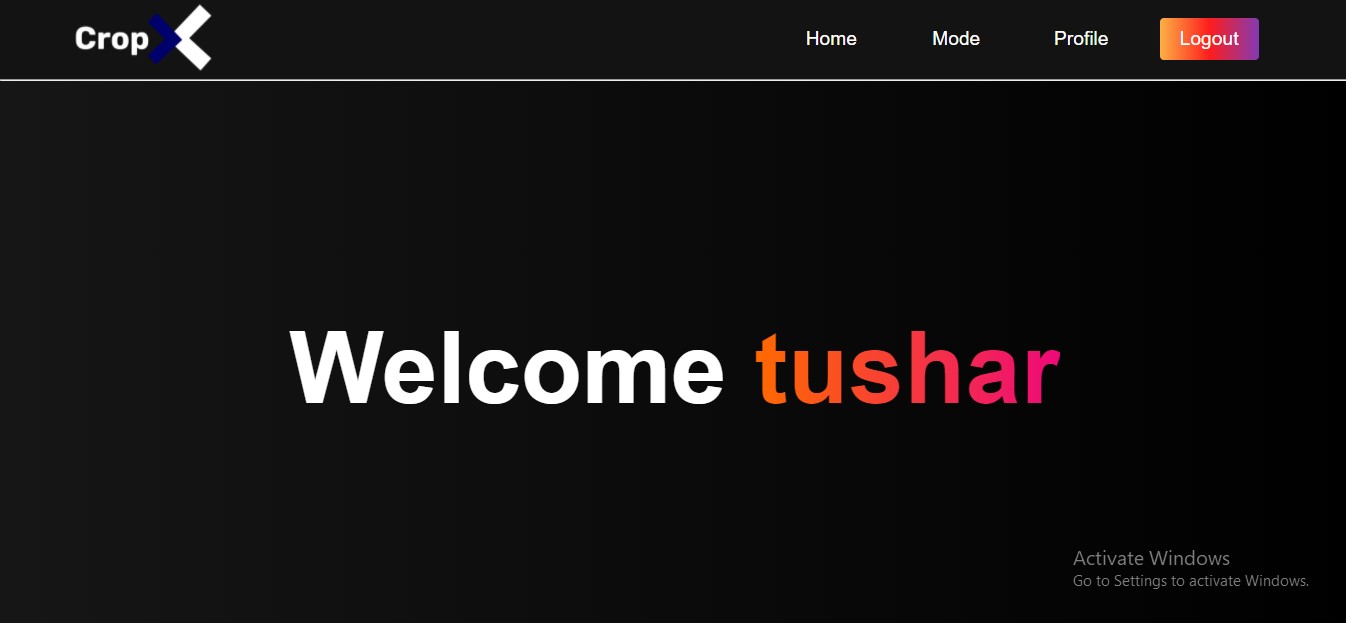 CropX
Home
Mode
Profile
Logout
Welcome tushar
Activate Windows
Go to Settings to activate Windows.